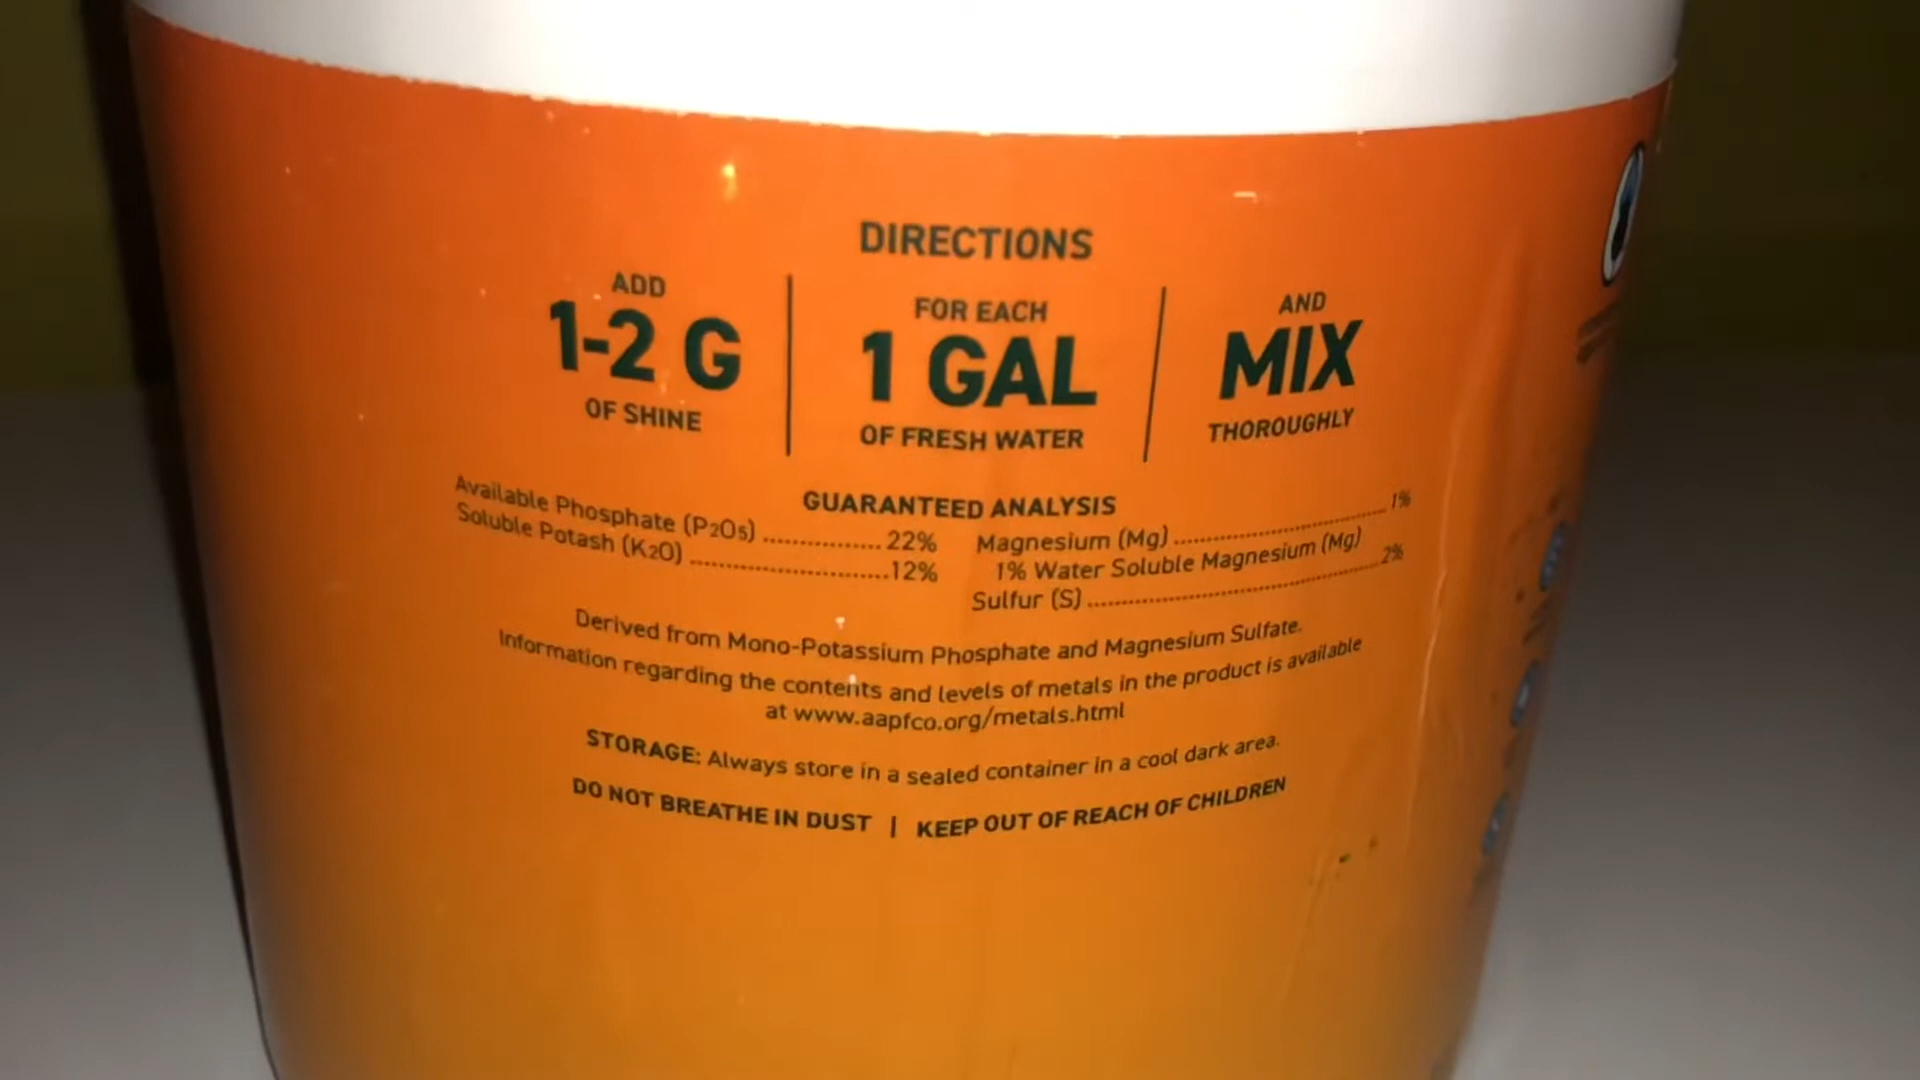 DIRECTIONS
ADD
1-2 G
OF SHINE
FOR EACH
1 GAL
OF FRESH WATER
AND
MIX
THOROUGHLY
GUARANTEED ANALYSIS
Available Phosphate (P2O5) ................ 22%
Soluble Potash (K2O) ...........................12%
Magnesium (Mg) ............................... 1%
1% Water Soluble Magnesium (Mg)
Sulfur (S) ........................................... 2%
Derived from Mono-Potassium Phosphate and Magnesium Sulfate.
Information regarding the contents and levels of metals in the product is available
at www.aapfco.org/metals.html
STORAGE: Always store in a sealed container in a cool dark area.
DO NOT BREATHE IN DUST | KEEP OUT OF REACH OF CHILDREN